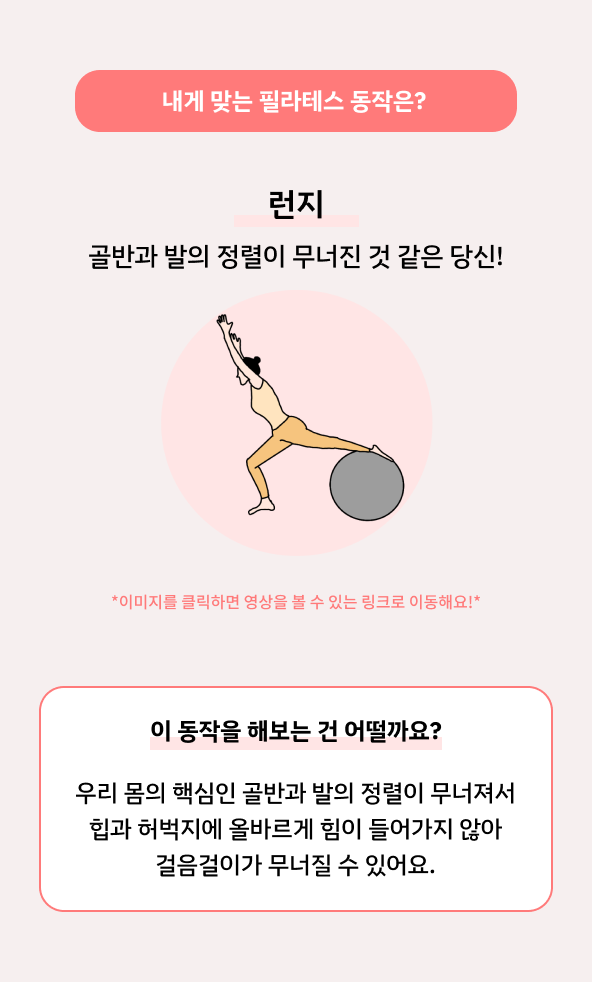 내게 맞는 필라테스 동작은?
런지
골반과 발의 정렬이 무너진 것 같은 당신!
*이미지를 클릭하면 영상을 볼 수 있는 링크로 이동해요!*
이 동작을 해보는 건 어떨까요?
우리 몸의 핵심인 골반과 발의 정렬이 무너져서
힙과 허벅지에 올바르게 힘이 들어가지 않아
걸음걸이가 무너질 수 있어요.